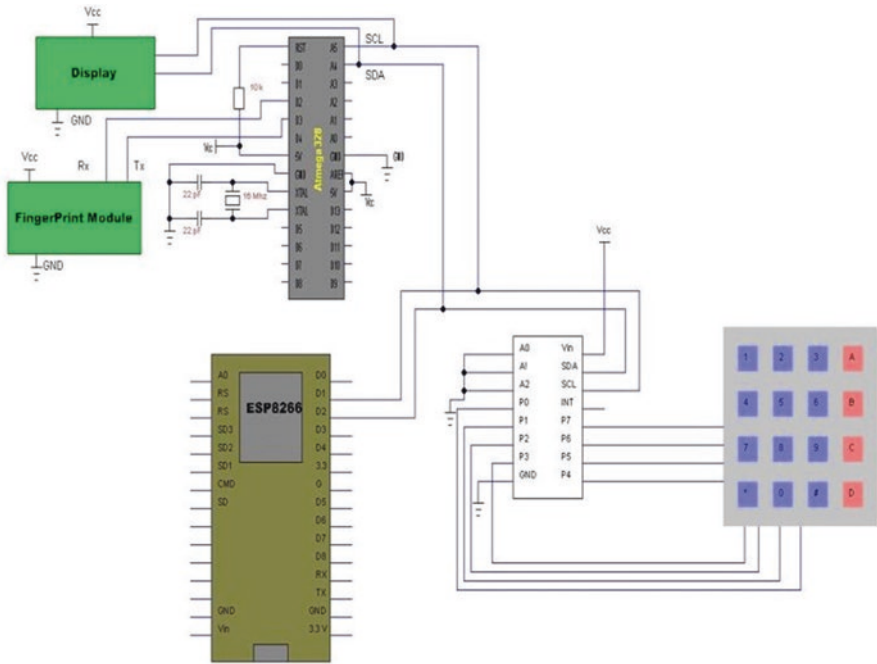 Vcc
Display
GND
Vcc
Rx
Tx
FingerPrint Module
GND
10k
Vcc
22 pF
16 Mhz
22 pF
RST
D0
D1
D2
D3
D4
5V
GND
XTAL
XTAL
D5
D6
D7
D8
Atmega328
A5
A4
A3
A2
A1
A0
GND
AREF
5V
D13
D12
D11
D10
D9
SCL
SDA
GND
Vcc
A0
RS
RS
SD3
SD2
SD1
CMD
SD
GND
Vin
ESP8266
D0
D1
D2
D3
D4
3.3
G
D5
D6
D7
D8
RX
TX
GND
3.3 V
Vcc
A0
A1
A2
P0
P1
P2
P3
GND
Vin
SDA
SCL
INT
P7
P6
P5
P4
1 2 3 A
4 5 6 B
7 8 9 C
* 0 # D